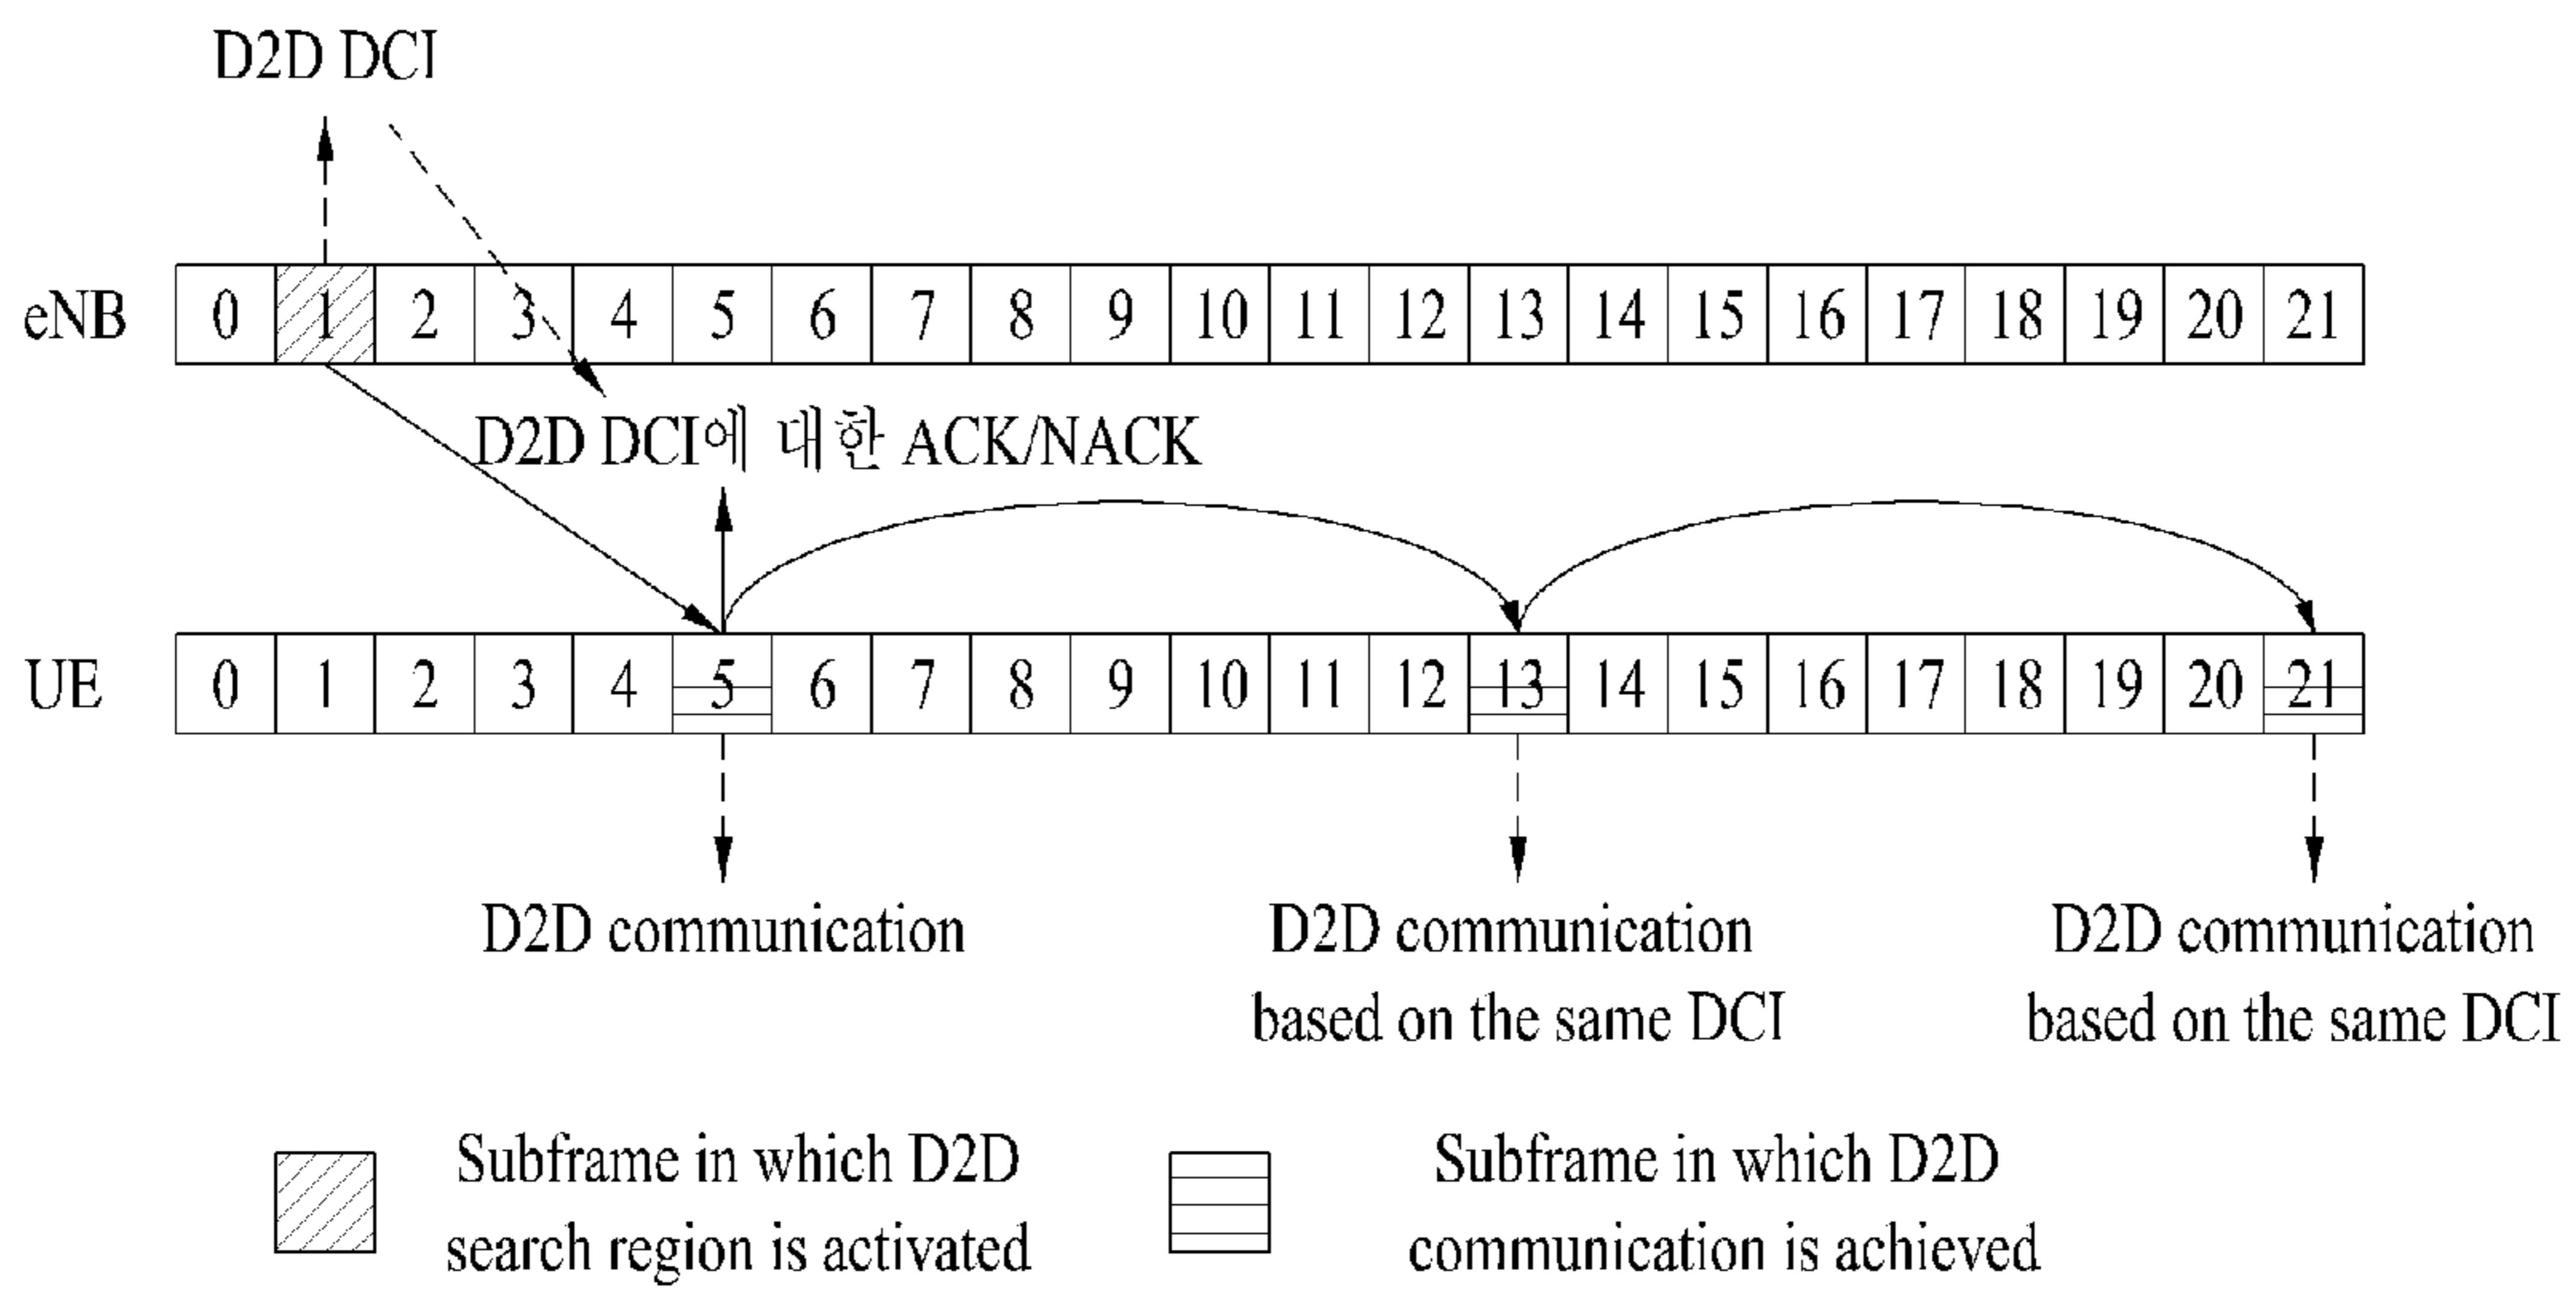 D2D DCI
eNB 0 1 2 3 4 5 6 7 8 9 10 11 12 13 14 15 16 17 18 19 20 21
D2D DCI에 대한 ACK/NACK
UE 0 1 2 3 4 5 6 7 8 9 10 11 12 13 14 15 16 17 18 19 20 21
D2D communication
D2D communication
based on the same DCI
D2D communication
based on the same DCI
Subframe in which D2D
search region is activated
Subframe in which D2D
communication is achieved